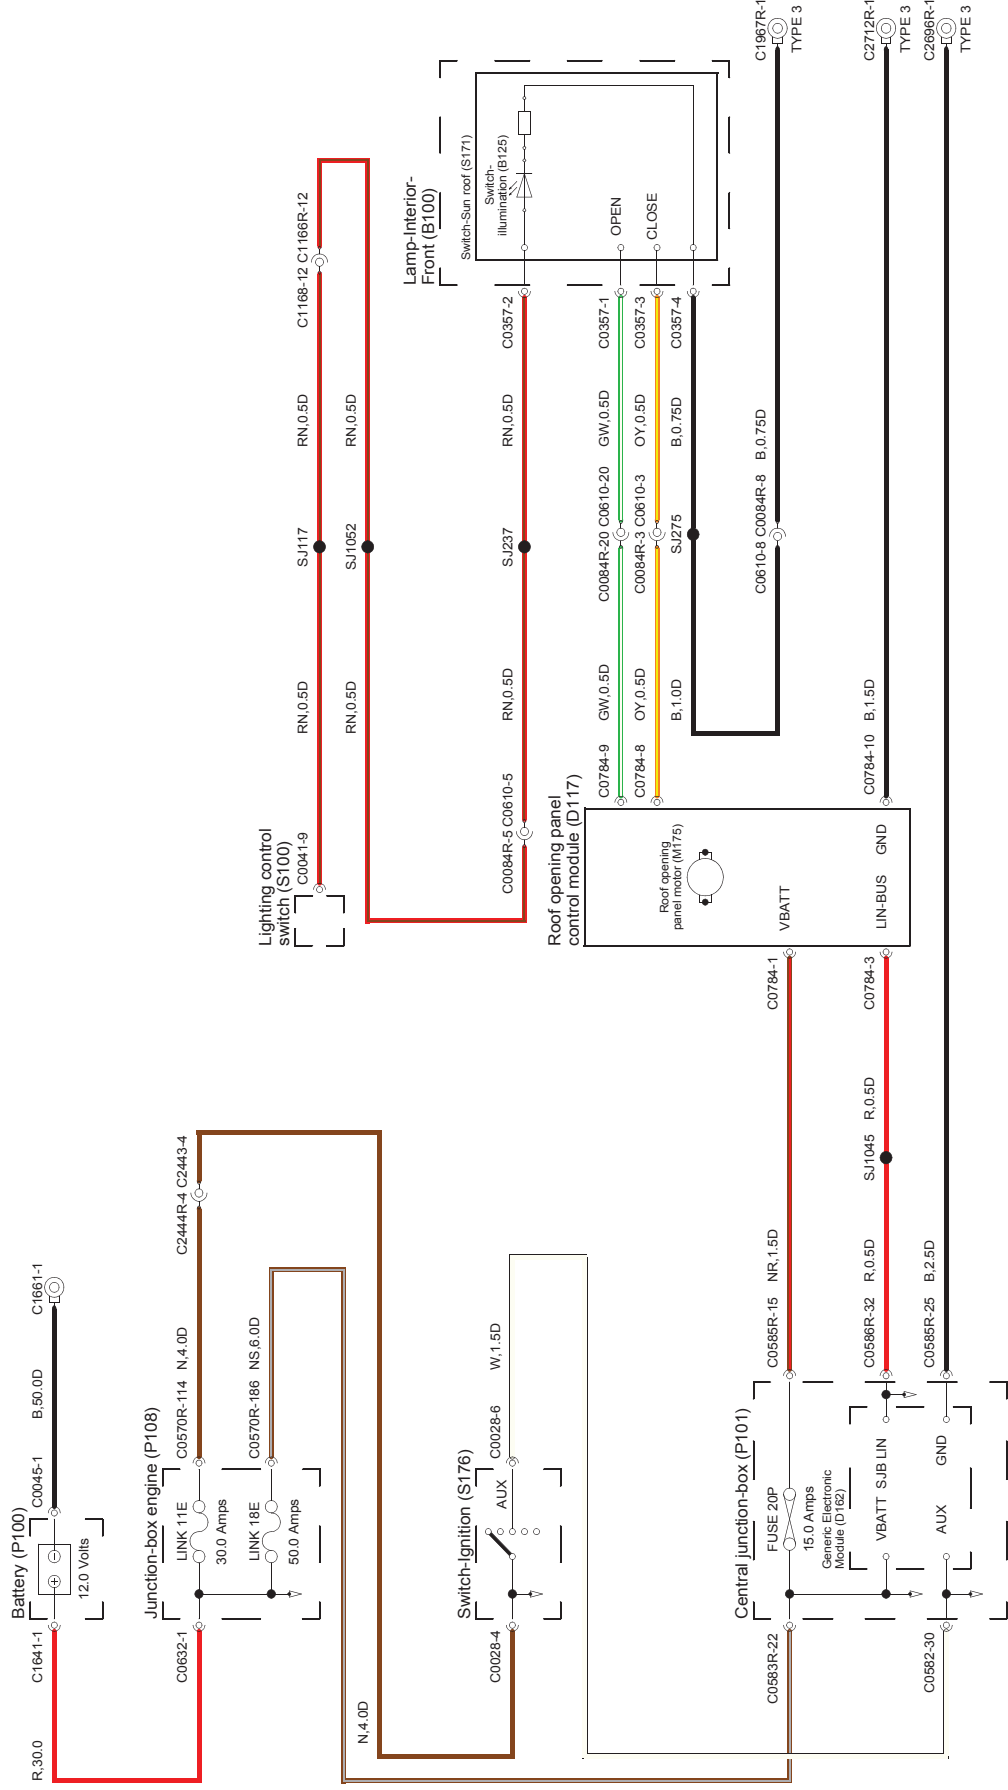 Battery (P100)
12.0 Volts
C1641-1
R,30.0
C0045-1
B,50.0D
C1661-1
Junction-box engine (P108)
LINK 11E
30.0 Amps
LINK 18E
50.0 Amps
C0632-1
C0570R-114
N,4.0D
C2444R-4
C2443-4
C0570R-186
NS,6.0D
N,4.0D
Switch-Ignition (S176)
AUX
C0028-4
C0028-6
W,1.5D
Central junction-box (P101)
FUSE 20P
15.0 Amps
Generic Electronic
Module (D162)
VBATT
SJB LIN
AUX
GND
C0583R-22
C0582-30
C0585R-15
NR,1.5D
C0784-1
C0586R-32
R,0.5D
SJ1045
R,0.5D
C0784-3
C0585R-25
B,2.5D
C2696R-1
TYPE 3
Lighting control
switch (S100)
C0041-9
RN,0.5D
SJ117
RN,0.5D
C1168-12
C1166R-12
RN,0.5D
SJ1052
RN,0.5D
C0084R-5
C0610-5
RN,0.5D
SJ237
RN,0.5D
C0357-2
Roof opening panel
control module (D117)
Roof opening
panel motor (M175)
VBATT
LIN-BUS
GND
C0784-9
GW,0.5D
C0084R-20
C0610-20
GW,0.5D
C0357-1
C0784-8
OY,0.5D
C0084R-3
C0610-3
OY,0.5D
C0357-3
B,1.0D
SJ275
B,0.75D
C0357-4
C0610-8
C0084R-8
B,0.75D
C1967R-1
TYPE 3
C0784-10
B,1.5D
C2712R-1
TYPE 3
Lamp-Interior-
Front (B100)
Switch-Sun roof (S171)
Switch-
illumination (B125)
OPEN
CLOSE